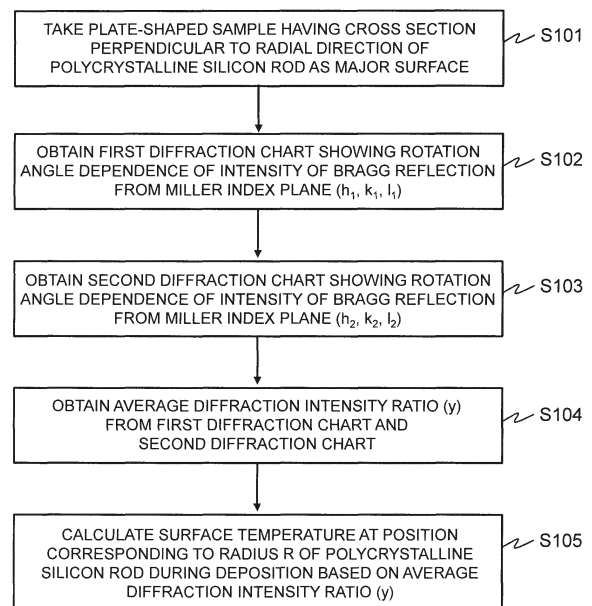 TAKE PLATE-SHAPED SAMPLE HAVING CROSS SECTION
PERPENDICULAR TO RADIAL DIRECTION OF
POLYCRYSTALLINE SILICON ROD AS MAJOR SURFACE
S101
OBTAIN FIRST DIFFRACTION CHART SHOWING ROTATION
ANGLE DEPENDENCE OF INTENSITY OF BRAGG REFLECTION
FROM MILLER INDEX PLANE (h₁, k₁, l₁)
S102
OBTAIN SECOND DIFFRACTION CHART SHOWING ROTATION
ANGLE DEPENDENCE OF INTENSITY OF BRAGG REFLECTION
FROM MILLER INDEX PLANE (h₂, k₂, l₂)
S103
OBTAIN AVERAGE DIFFRACTION INTENSITY RATIO (y)
FROM FIRST DIFFRACTION CHART AND
SECOND DIFFRACTION CHART
S104
CALCULATE SURFACE TEMPERATURE AT POSITION
CORRESPONDING TO RADIUS R OF POLYCRYSTALLINE
SILICON ROD DURING DEPOSITION BASED ON AVERAGE
DIFFRACTION INTENSITY RATIO (y)
S105